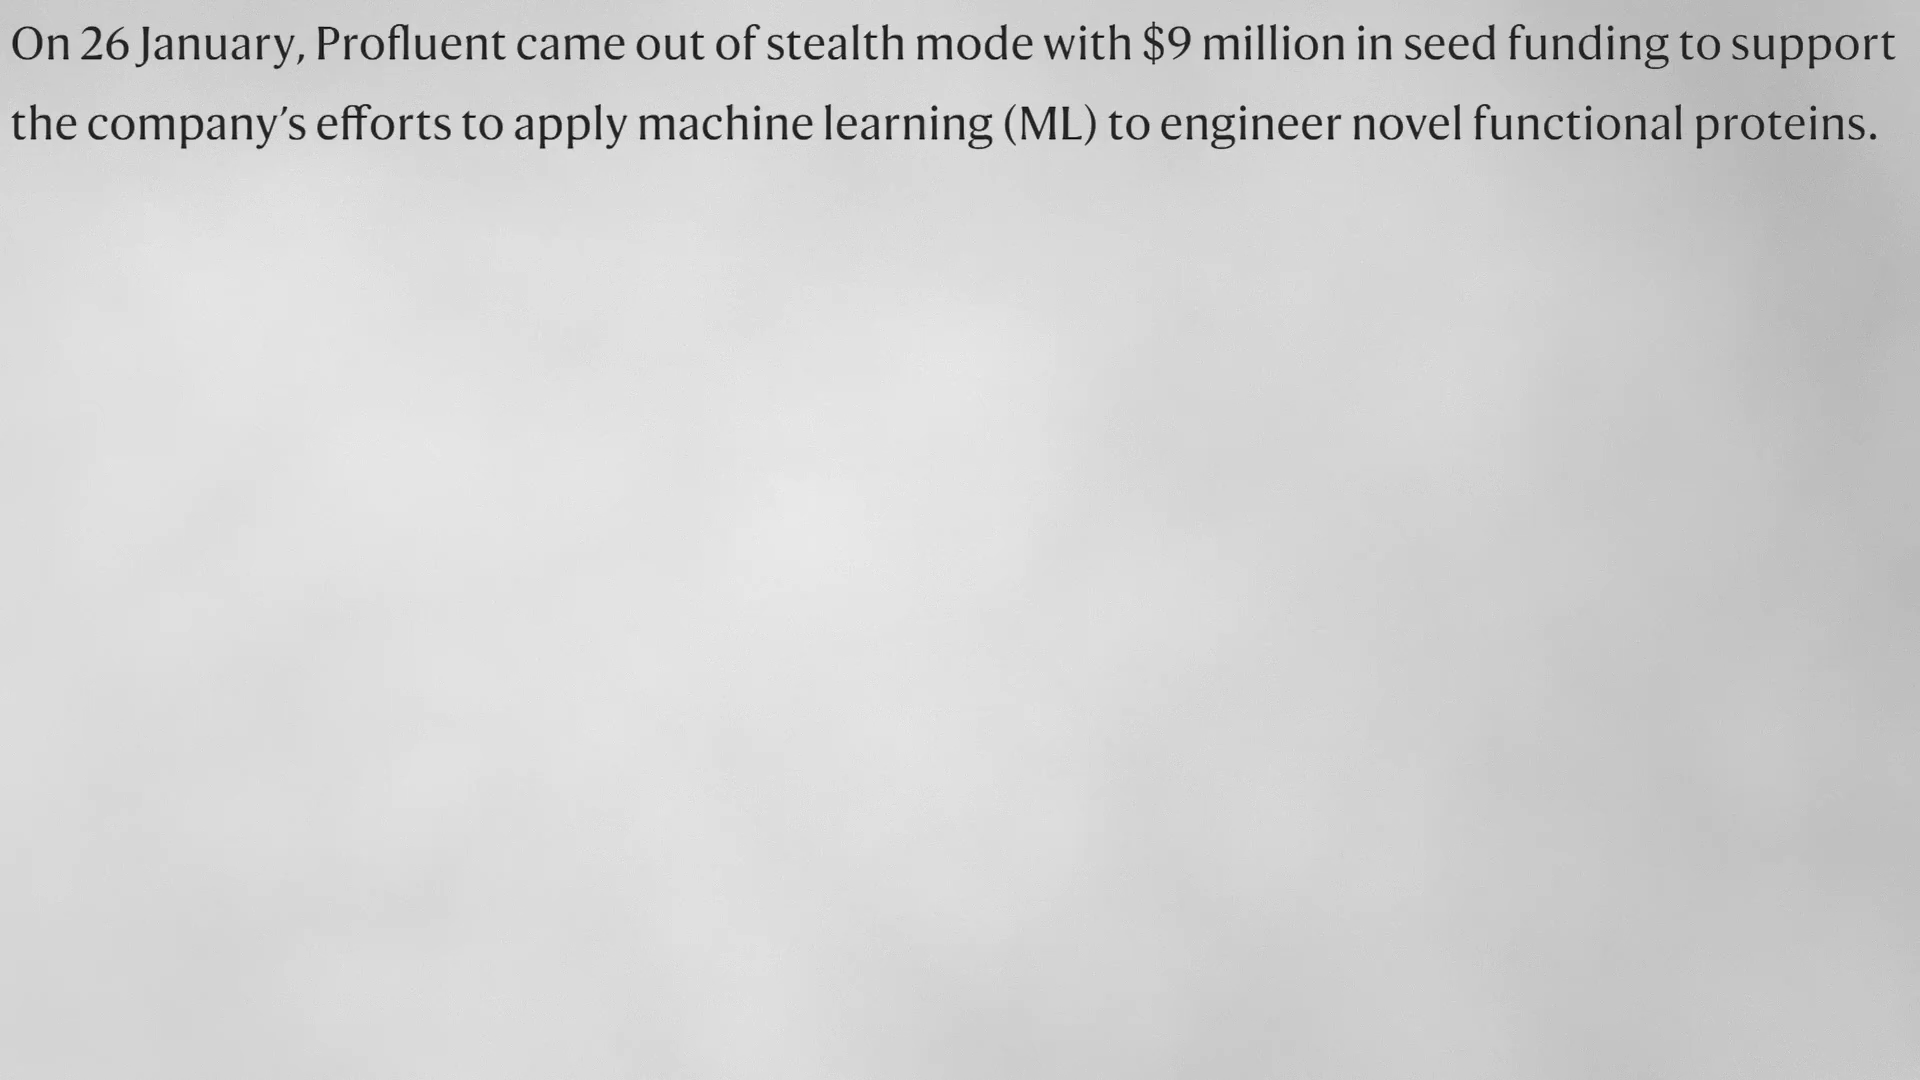 On 26 January, Profluent came out of stealth mode with $9 million in seed funding to support
the company’s efforts to apply machine learning (ML) to engineer novel functional proteins.